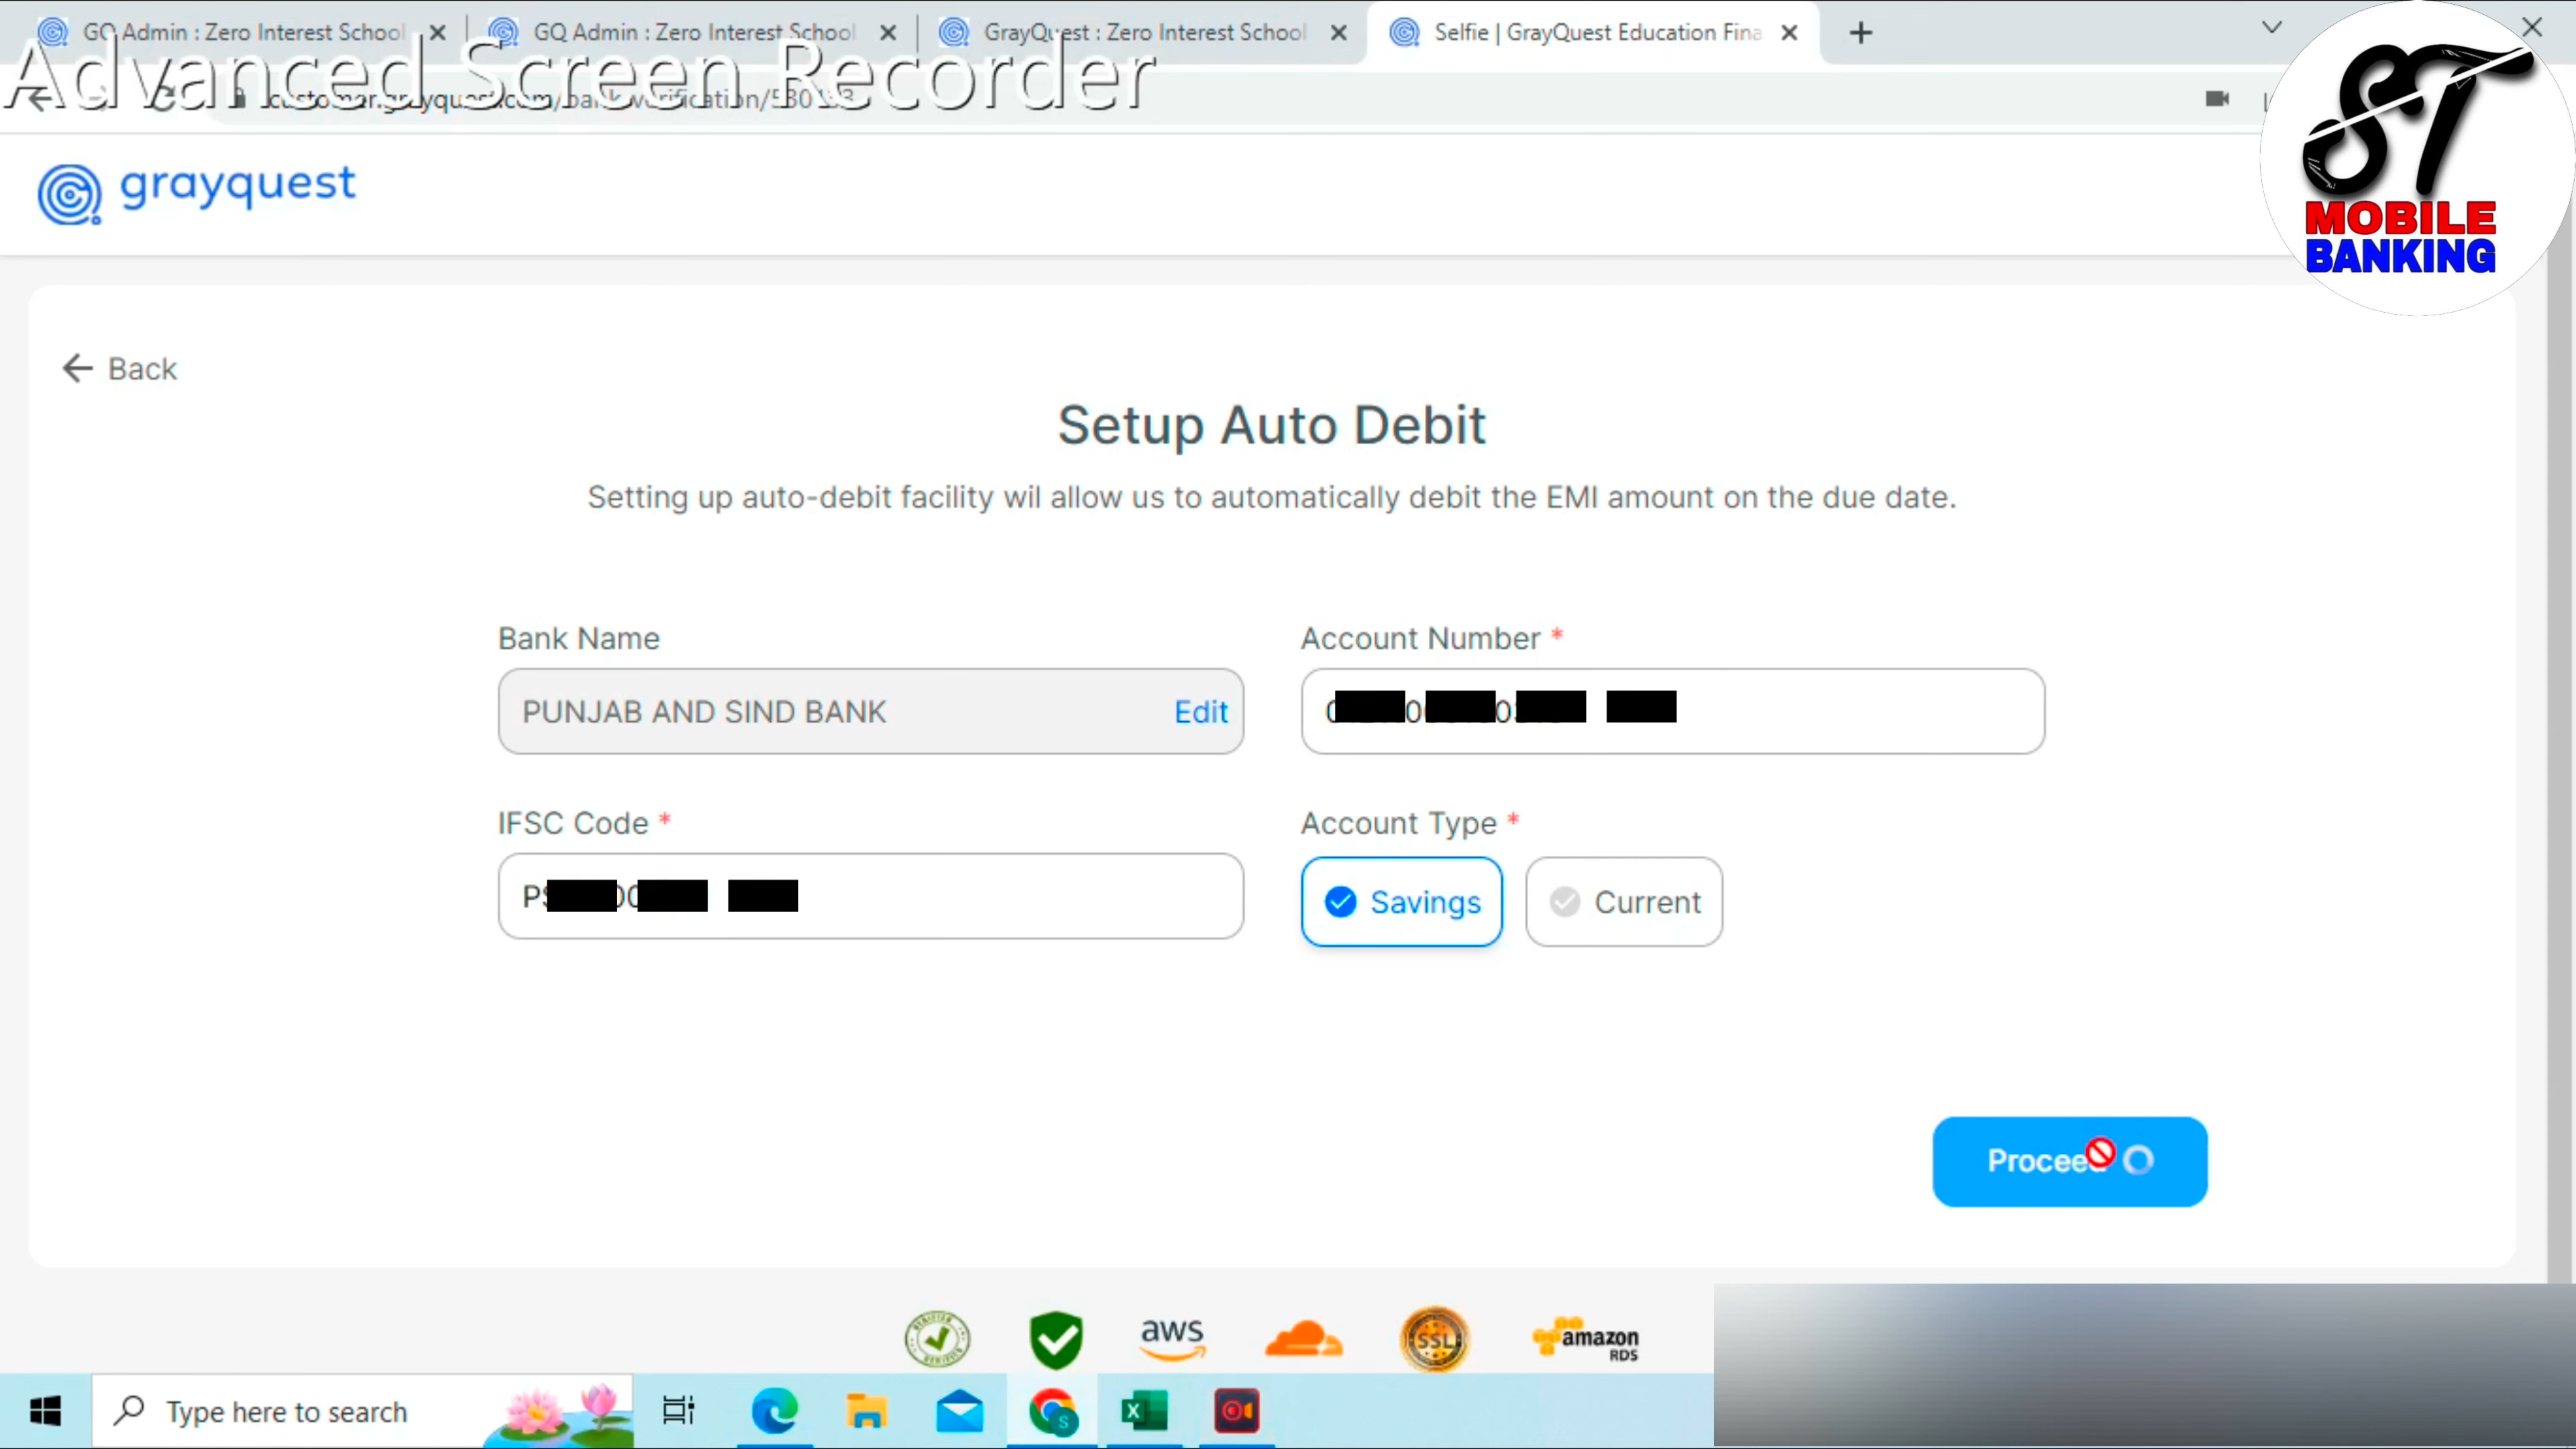 GQ Admin : Zero Interest School
GQ Admin : Zero Interest School
GrayQuest : Zero Interest School
Selfie | GrayQuest Education Fina
Advanced Screen Recorder
ST
MOBILE
BANKING
grayquest
Back
Setup Auto Debit
Setting up auto-debit facility wil allow us to automatically debit the EMI amount on the due date.
Bank Name
Account Number *
PUNJAB AND SIND BANK
Edit
IFSC Code *
Account Type *
Savings
Current
Proceed
aws
SSL
amazon
RDS
Type here to search